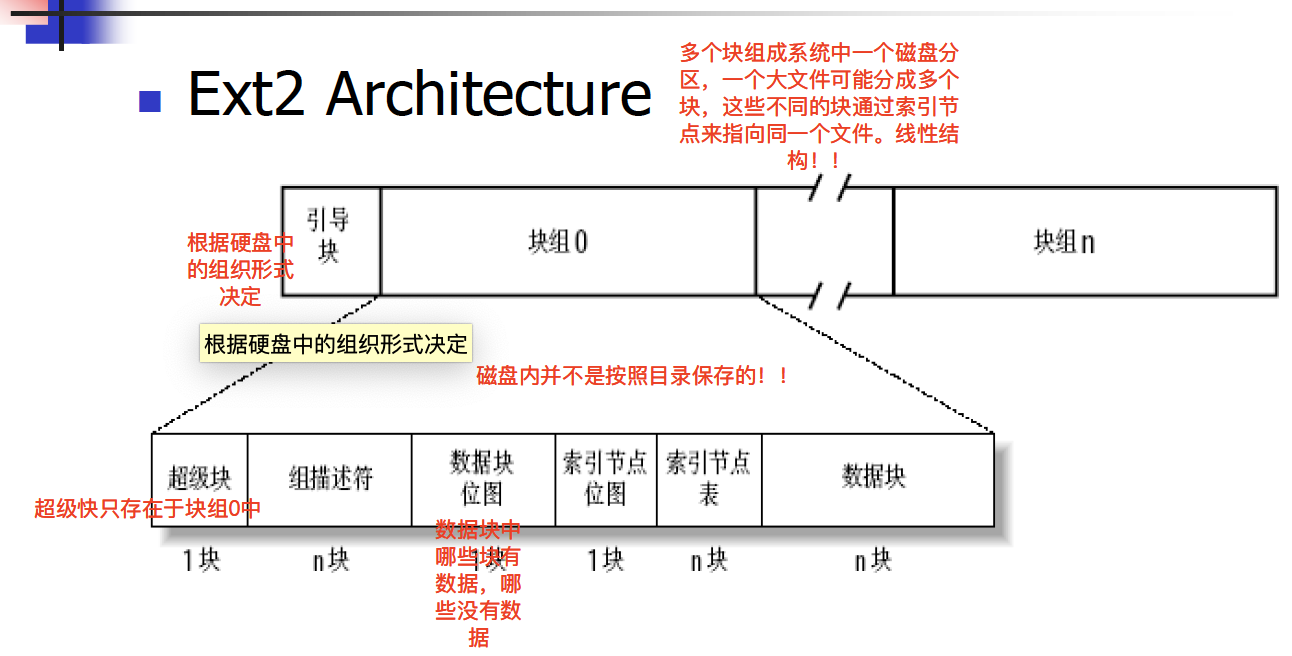 Ext2 Architecture
多个块组成系统中一个磁盘分
区，一个大文件可能分成多个
块，这些不同的块通过索引节
点来指向同一个文件。线性结
构！！
引导
块
块组0
块组n
根据硬盘中
的组织形式
决定
根据硬盘中的组织形式决定
磁盘内并不是按照目录保存的！！
超级块
组描述符
数据块
位图
索引节点
位图
索引节点
表
数据块
超级快只存在于块组0中
1块
n块
1块
1块
n块
n块
数据块中
哪些块有
数据，哪
些没有数
据